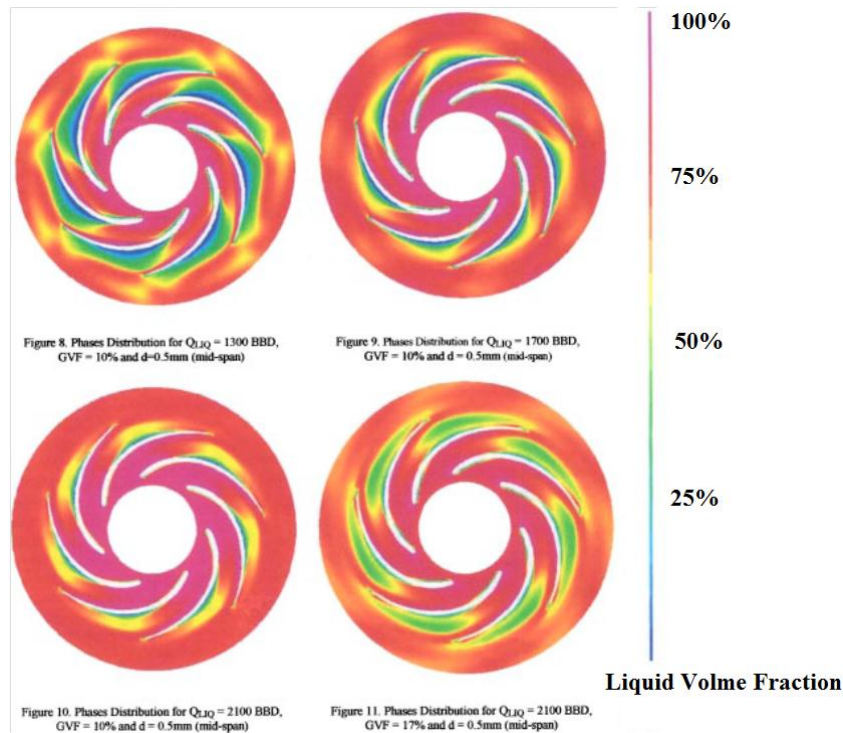 100%
75%
50%
25%
Liquid Volme Fraction
Figure 8. Phases Distribution for QLIQ = 1300 BBD,
GVF = 10% and d=0.5mm (mid-span)
Figure 9. Phases Distribution for QLIQ = 1700 BBD,
GVF = 10% and d = 0.5mm (mid-span)
Figure 10. Phases Distribution for QLIQ = 2100 BBD,
GVF = 10% and d = 0.5mm (mid-span)
Figure 11. Phases Distribution for QLIQ = 2100 BBD,
GVF = 17% and d = 0.5mm (mid-span)